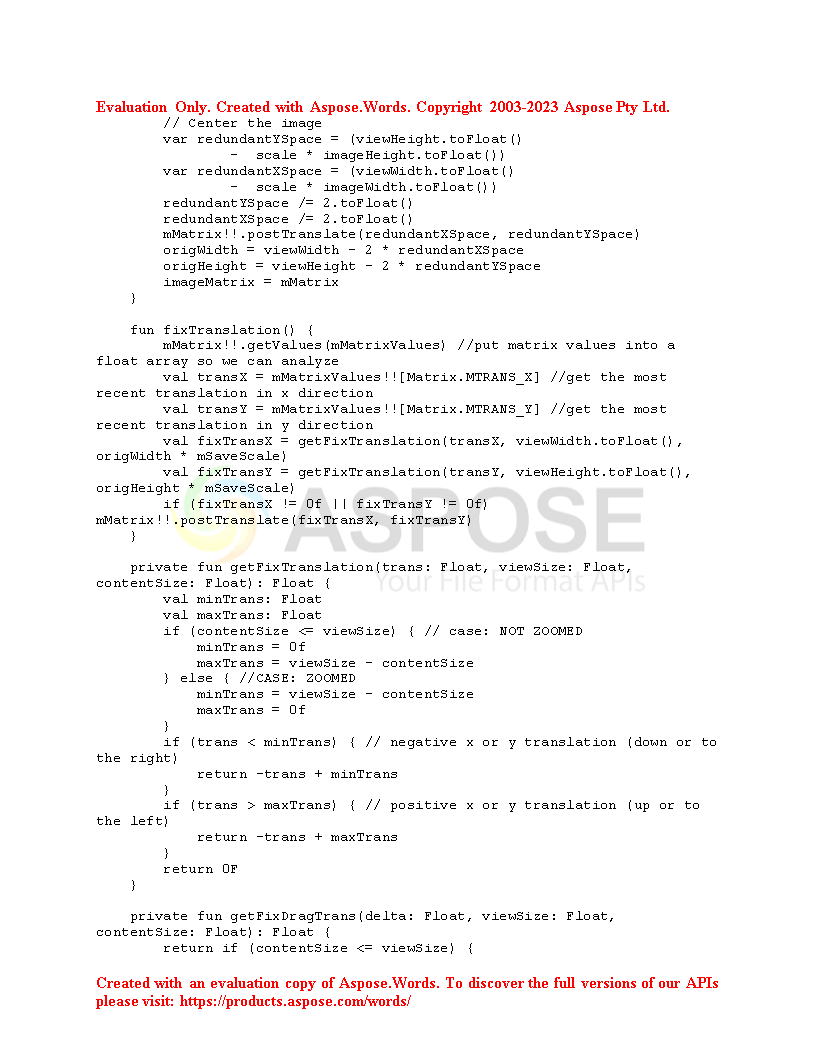 Evaluation Only. Created with Aspose.Words. Copyright 2003-2023 Aspose Pty Ltd.
        // Center the image
        var redundantYSpace = (viewHeight.toFloat()
                -  scale * imageHeight.toFloat())
        var redundantXSpace = (viewWidth.toFloat()
                -  scale * imageWidth.toFloat())
        redundantYSpace /= 2.toFloat()
        redundantXSpace /= 2.toFloat()
        mMatrix!!.postTranslate(redundantXSpace, redundantYSpace)
        origWidth = viewWidth - 2 * redundantXSpace
        origHeight = viewHeight - 2 * redundantYSpace
        imageMatrix = mMatrix
    }

    fun fixTranslation() {
        mMatrix!!.getValues(mMatrixValues) //put matrix values into a
float array so we can analyze
        val transX = mMatrixValues!![Matrix.MTRANS_X] //get the most
recent translation in x direction
        val transY = mMatrixValues!![Matrix.MTRANS_Y] //get the most
recent translation in y direction
        val fixTransX = getFixTranslation(transX, viewWidth.toFloat(),
origWidth * mSaveScale)
        val fixTransY = getFixTranslation(transY, viewHeight.toFloat(),
origHeight * mSaveScale)
        if (fixTransX != 0f || fixTransY != 0f)
mMatrix!!.postTranslate(fixTransX, fixTransY)
    }
ASPOSE
Your File Format APIs

    private fun getFixTranslation(trans: Float, viewSize: Float,
contentSize: Float): Float {
        val minTrans: Float
        val maxTrans: Float
        if (contentSize <= viewSize) { // case: NOT ZOOMED
            minTrans = 0f
            maxTrans = viewSize - contentSize
        } else { //CASE: ZOOMED
            minTrans = viewSize - contentSize
            maxTrans = 0f
        }
        if (trans < minTrans) { // negative x or y translation (down or to
the right)
            return -trans + minTrans
        }
        if (trans > maxTrans) { // positive x or y translation (up or to
the left)
            return -trans + maxTrans
        }
        return 0F
    }

    private fun getFixDragTrans(delta: Float, viewSize: Float,
contentSize: Float): Float {
        return if (contentSize <= viewSize) {

Created with an evaluation copy of Aspose.Words. To discover the full versions of our APIs
please visit: https://products.aspose.com/words/